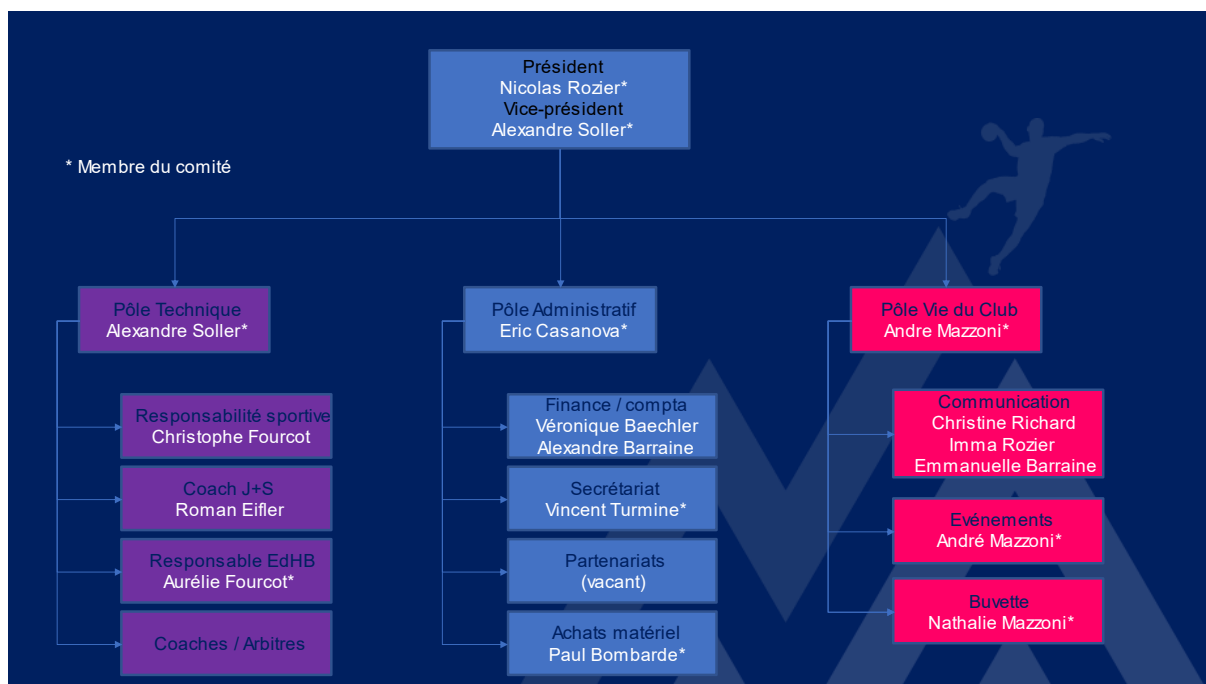 Président
Nicolas Rozier*
Vice-président
Alexandre Soller*
* Membre du comité
Pôle Technique
Alexandre Soller*
Responsabilité sportive
Christophe Fourcot
Coach J+S
Roman Eifler
Responsable EdHB
Aurélie Fourcot*
Coaches / Arbitres
Pôle Administratif
Eric Casanova*
Finance / compta
Véronique Baechler
Alexandre Barraine
Secrétariat
Vincent Turmine*
Partenariats
(vacant)
Achats matériel
Paul Bombarde*
Pôle Vie du Club
Andre Mazzoni*
Communication
Christine Richard
Imma Rozier
Emmanuelle Barraine
Evénements
André Mazzoni*
Buvette
Nathalie Mazzoni*